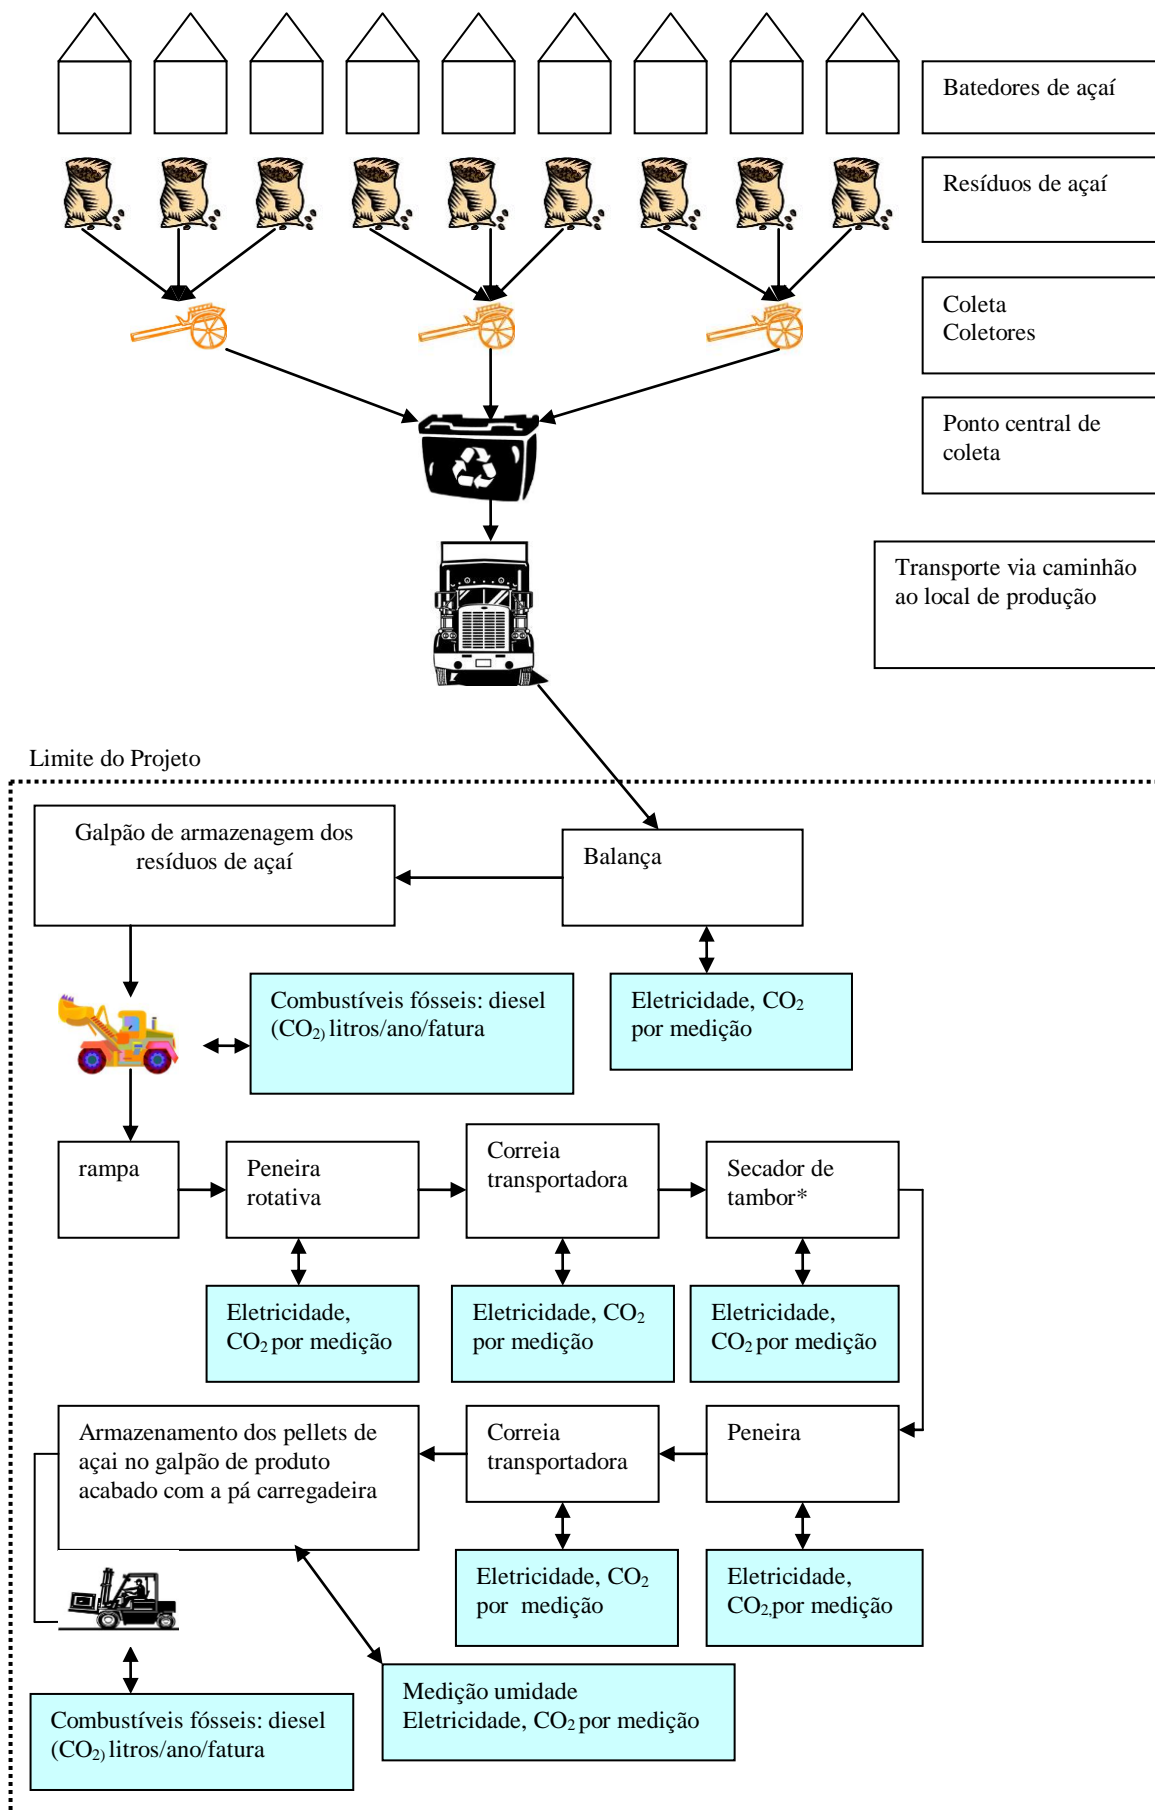 Batedores de açaí
Resíduos de açaí
Coleta
Coletores
Ponto central de
coleta
Transporte via caminhão
ao local de produção
Limite do Projeto
Galpão de armazenagem dos
resíduos de açaí
Balança
Combustíveis fósseis: diesel
(CO₂) litros/ano/fatura
Eletricidade, CO₂
por medição
rampa
Peneira
rotativa
Correia
transportadora
Secador de
tambor*
Eletricidade,
CO₂ por medição
Eletricidade, CO₂
por medição
Eletricidade,
CO₂ por medição
Armazenamento dos pellets de
açai no galpão de produto
acabado com a pá carregadeira
Correia
transportadora
Peneira
Eletricidade, CO₂
por medição
Eletricidade,
CO₂,por medição
Medição umidade
Eletricidade, CO₂ por medição
Combustíveis fósseis: diesel
(CO₂) litros/ano/fatura